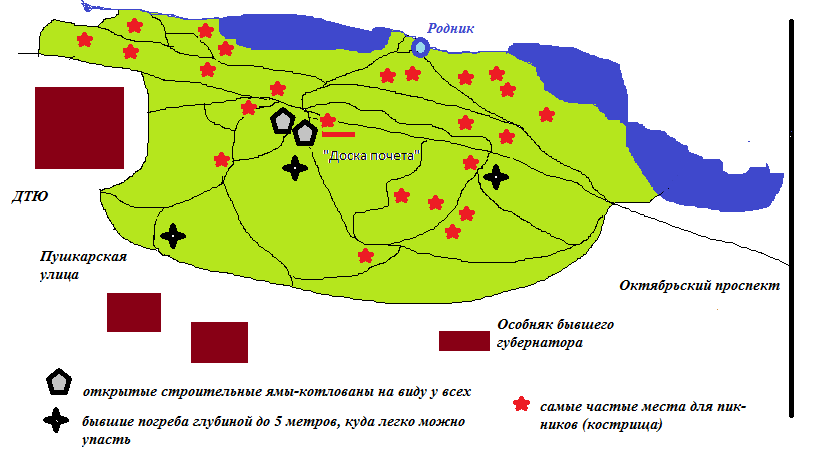 Родник
"Доска почета"
ДТЮ
Пушкарская
улица
Октябрьский проспект
Особняк бывшего
губернатора
открытые строительные ямы-котлованы на виду у всех
бывшие погреба глубиной до 5 метров, куда легко можно
упасть
самые частые места для пик-
ников (кострища)